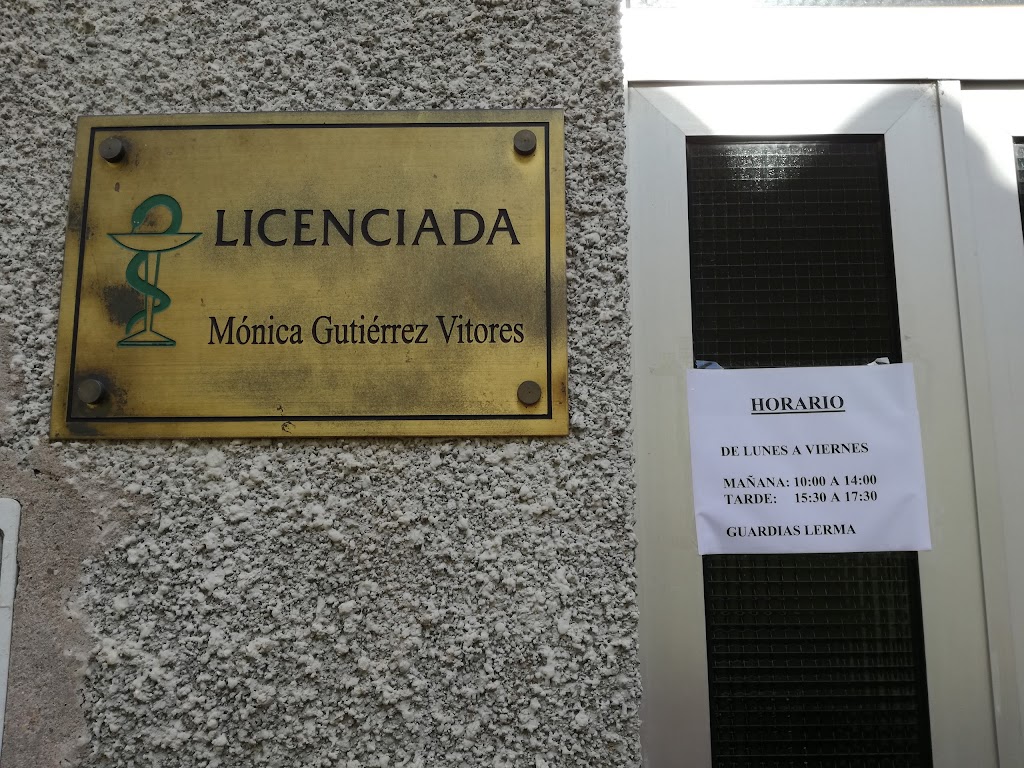 LICENCIADA
Mónica Gutiérrez Vitores
HORARIO
DE LUNES A VIERNES
MAÑANA: 10:00 A 14:00
TARDE: 15:30 A 17:30
GUARDIAS LERMA